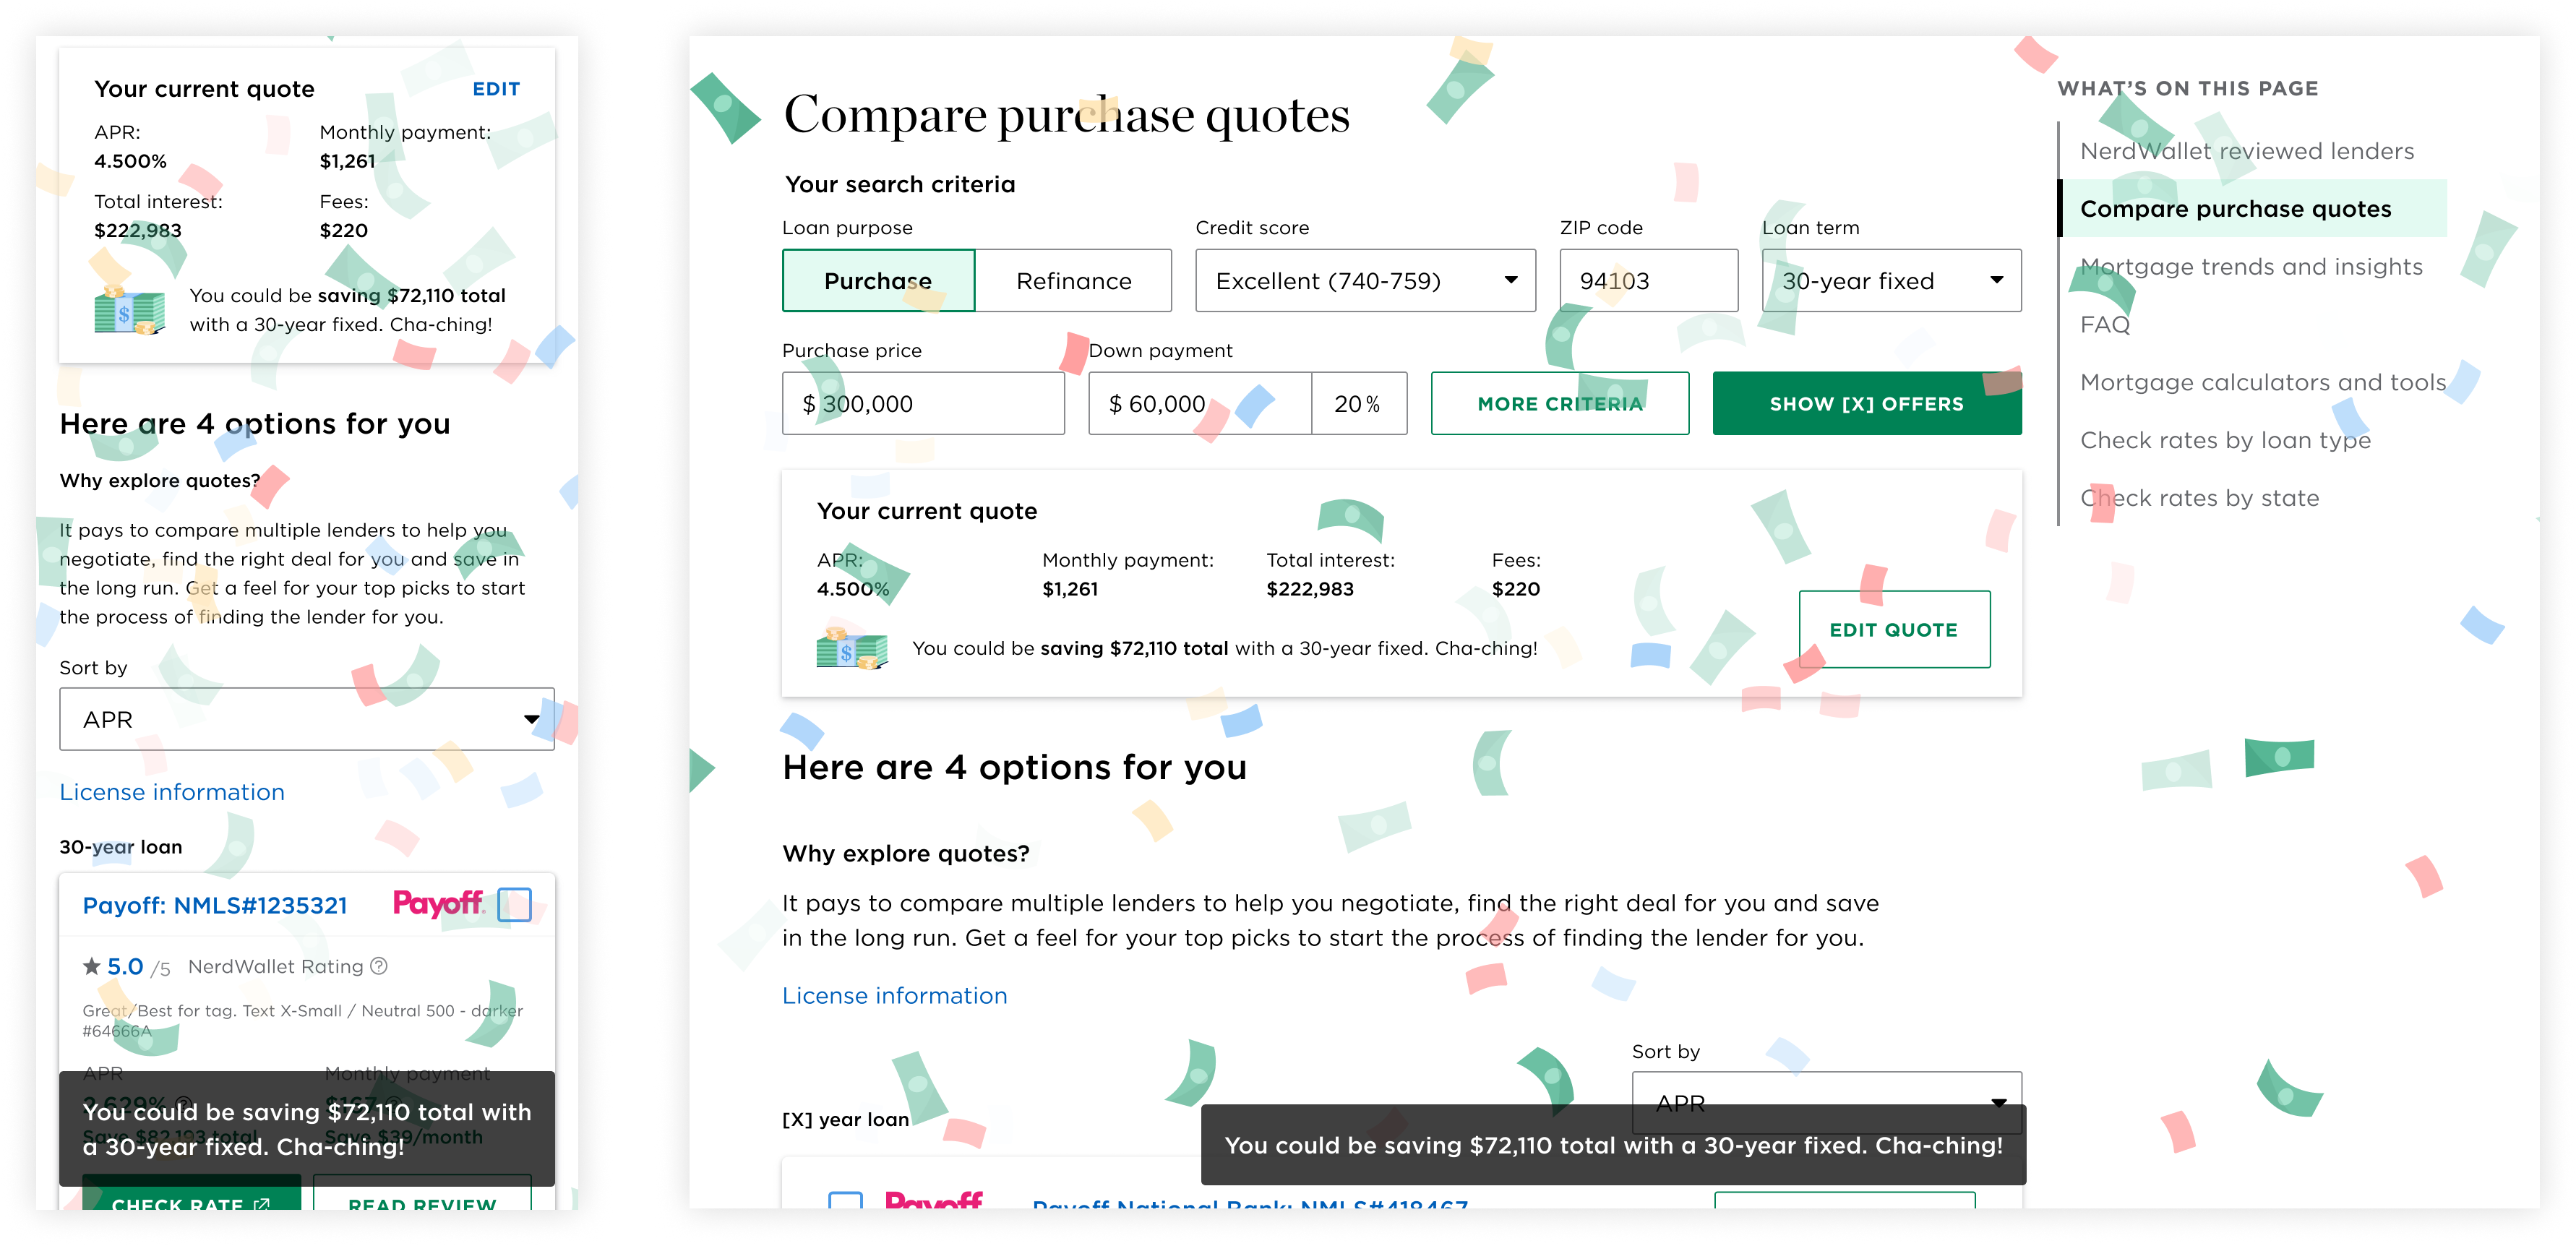 Your current quote
EDIT
APR:
Monthly payment:
4.500%
$1,261
Total interest:
Fees:
$222,983
$220
You could be saving $72,110 total
with a 30-year fixed. Cha-ching!
Here are 4 options for you
Why explore quotes?
It pays to compare multiple lenders to help you
negotiate, find the right deal for you and save in
the long run. Get a feel for your top picks to start
the process of finding the lender for you.
Sort by
APR
License information
30-year loan
Payoff: NMLS#1235321
Payoff.
5.0 /5 NerdWallet Rating
Great/Best for tag. Text X-Small / Neutral 500 - darker
#64666A
APR
Monthly payment
You could be saving $72,110 total with
a 30-year fixed. Cha-ching!
Save $82,193 total
Save $39/month
CHECK RATE
READ REVIEW
Compare purchase quotes
Your search criteria
Loan purpose
Credit score
ZIP code
Loan term
Purchase
Refinance
Excellent (740-759)
94103
30-year fixed
Purchase price
Down payment
$ 300,000
$ 60,000
20 %
MORE CRITERIA
SHOW [X] OFFERS
Your current quote
APR:
Monthly payment:
Total interest:
Fees:
4.500%
$1,261
$222,983
$220
You could be saving $72,110 total with a 30-year fixed. Cha-ching!
EDIT QUOTE
Here are 4 options for you
Why explore quotes?
It pays to compare multiple lenders to help you negotiate, find the right deal for you and save
in the long run. Get a feel for your top picks to start the process of finding the lender for you.
License information
Sort by
APR
[X] year loan
You could be saving $72,110 total with a 30-year fixed. Cha-ching!
Payoff
Payoff National Bank: NMLS#418467
WHAT'S ON THIS PAGE
NerdWallet reviewed lenders
Compare purchase quotes
Mortgage trends and insights
FAQ
Mortgage calculators and tools
Check rates by loan type
Check rates by state